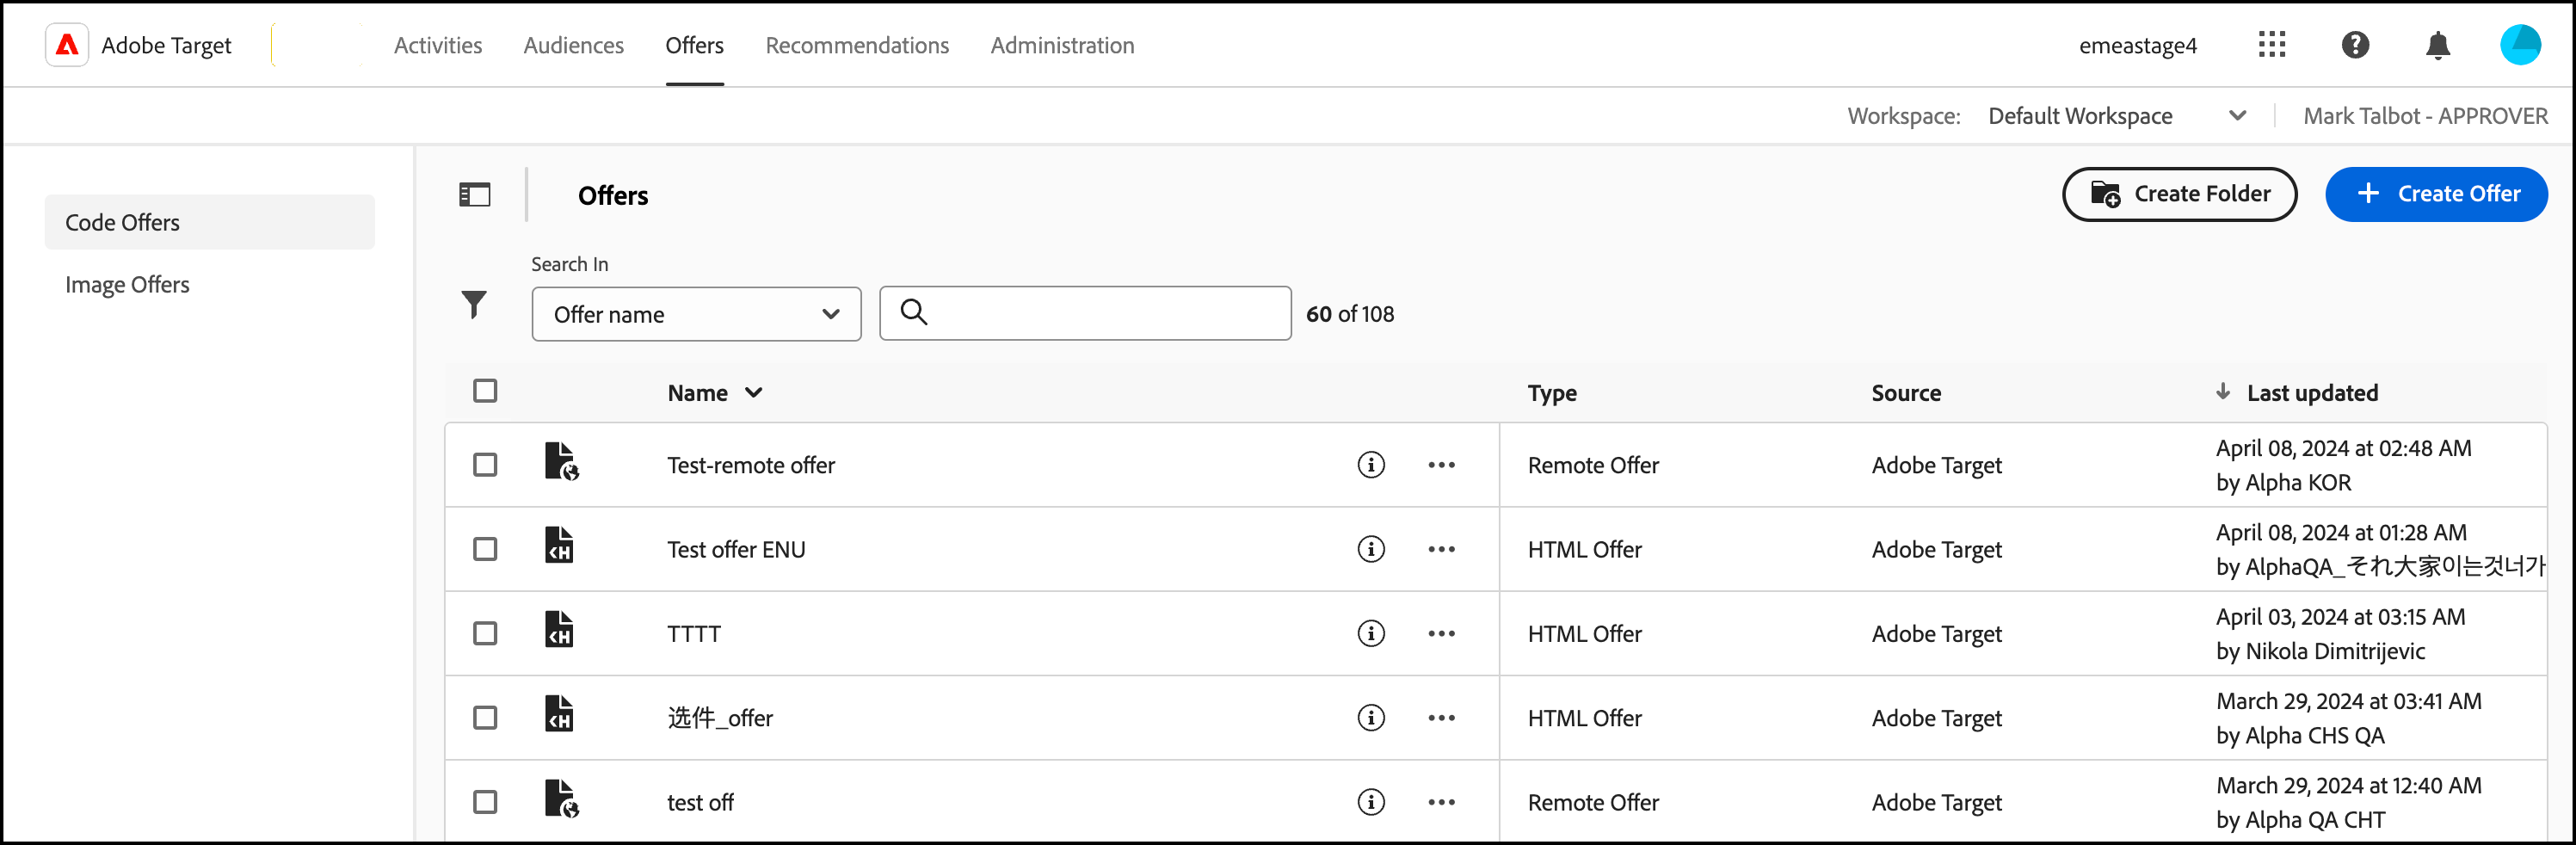 Adobe Target Activities Audiences Offers Recommendations Administration emeastage4
Workspace: Default Workspace Mark Talbot - APPROVER
Code Offers
Image Offers
Offers Create Folder Create Offer
Search In
Offer name 60 of 108
Name Type Source Last updated
Test-remote offer Remote Offer Adobe Target April 08, 2024 at 02:48 AM
by Alpha KOR
Test offer ENU HTML Offer Adobe Target April 08, 2024 at 01:28 AM
by AlphaQA_それ大家이는것너가
TTTT HTML Offer Adobe Target April 03, 2024 at 03:15 AM
by Nikola Dimitrijevic
选件_offer HTML Offer Adobe Target March 29, 2024 at 03:41 AM
by Alpha CHS QA
test off Remote Offer Adobe Target March 29, 2024 at 12:40 AM
by Alpha QA CHT